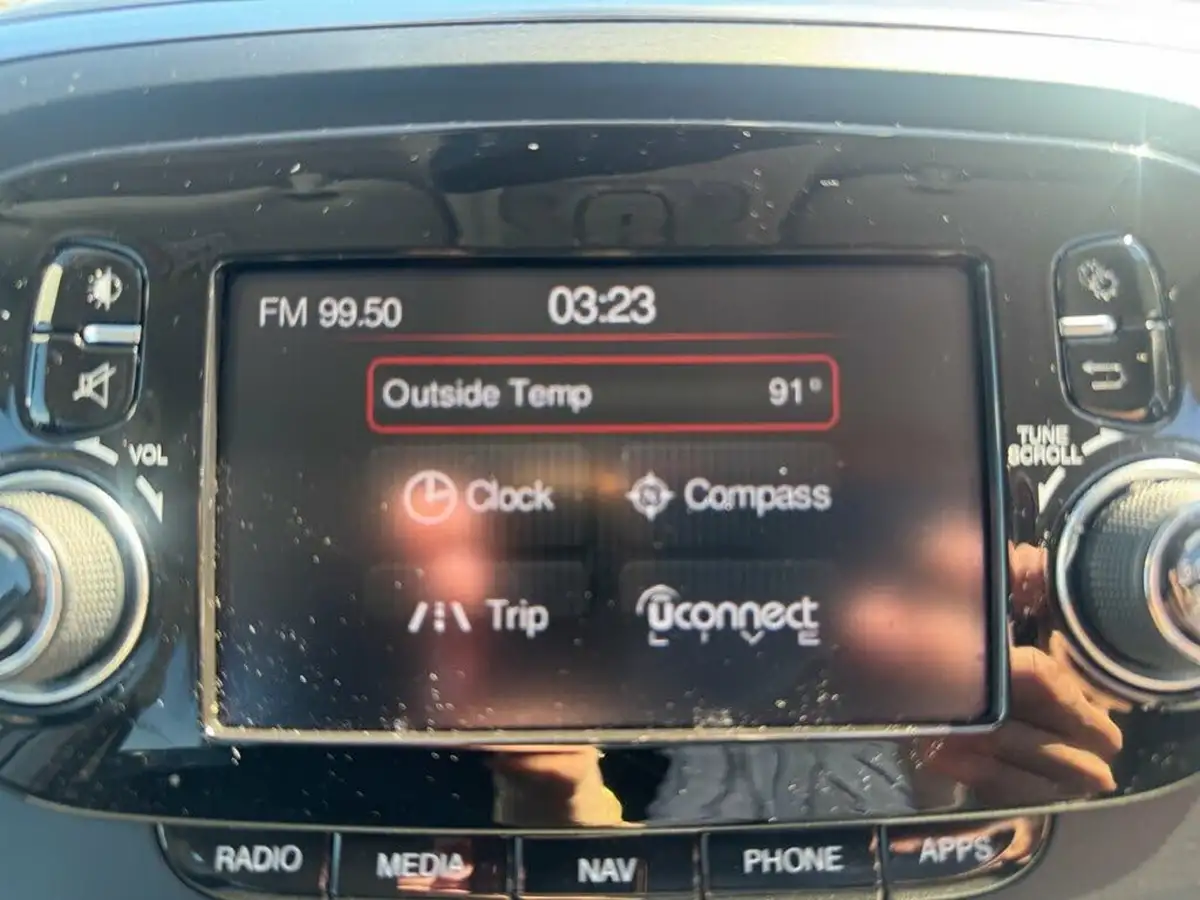 FM 99.50 03:23
Outside Temp 91°
Clock Compass
Trip uconnect
LIVE
VOL
TUNE
SCROLL
RADIO MEDIA NAV PHONE APPS